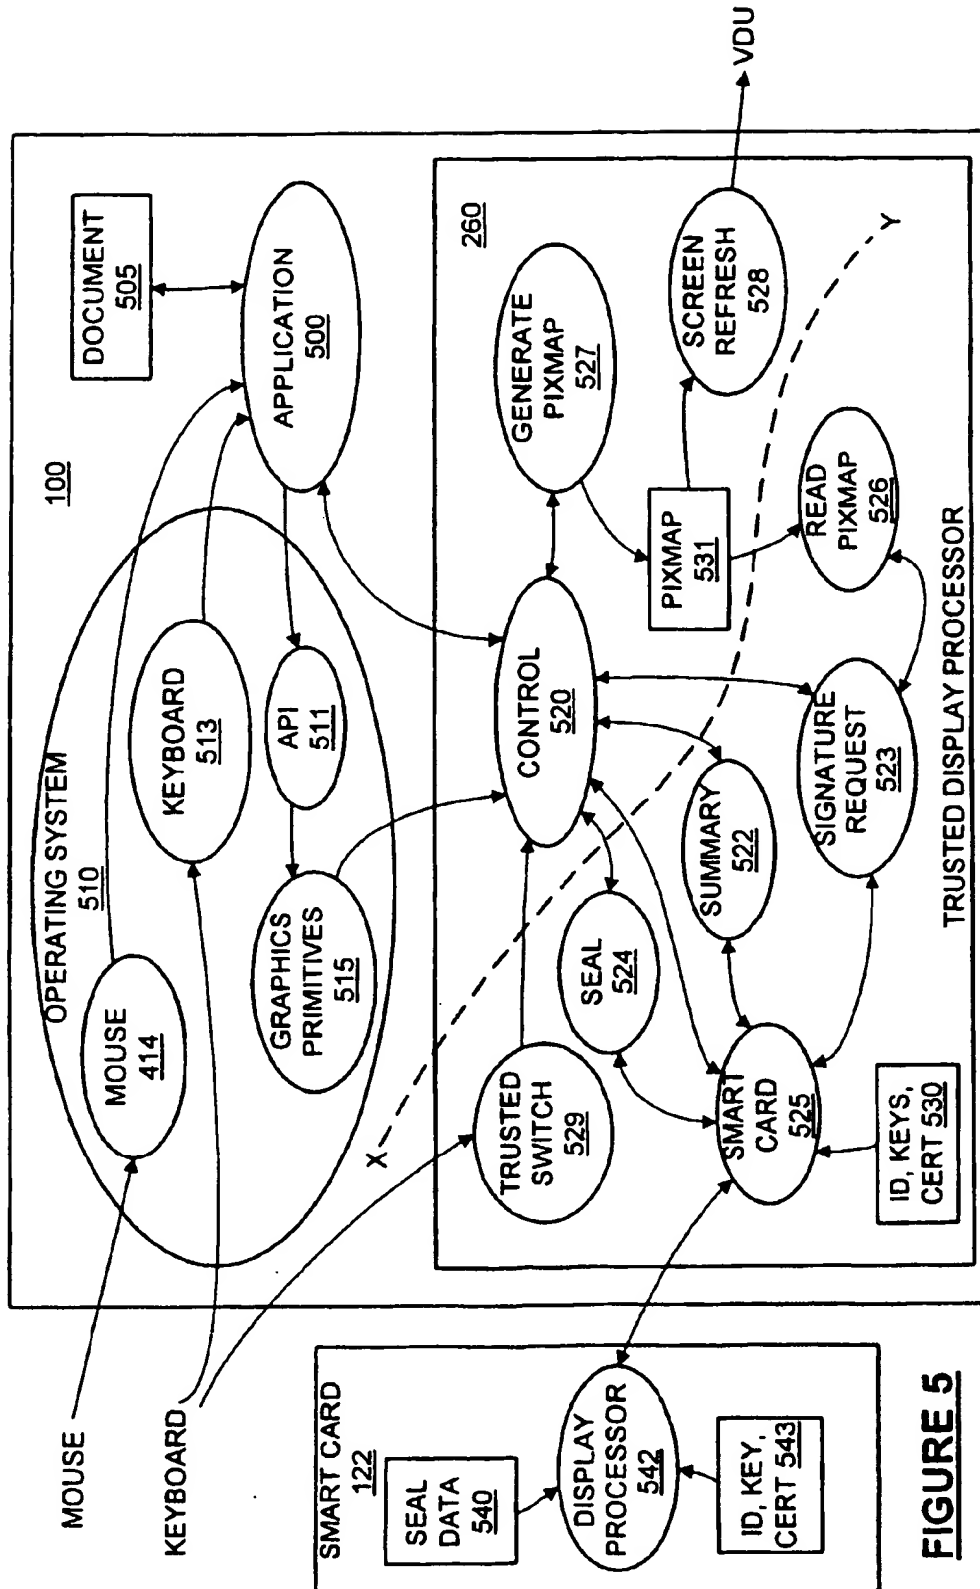 MOUSE
KEYBOARD
OPERATING SYSTEM
510
MOUSE
414
KEYBOARD
513
GRAPHICS
PRIMITIVES
515
API
511
100
DOCUMENT
505
APPLICATION
500
X
Y
260
TRUSTED
SWITCH
529
CONTROL
520
GENERATE
PIXMAP
527
SEAL
524
SUMMARY
522
PIXMAP
531
SCREEN
REFRESH
528
VDU
SMART
CARD
525
SIGNATURE
REQUEST
523
READ
PIXMAP
526
ID, KEYS,
CERT 530
TRUSTED DISPLAY PROCESSOR
SMART CARD
122
SEAL
DATA
540
DISPLAY
PROCESSOR
542
ID, KEY,
CERT 543
FIGURE 5